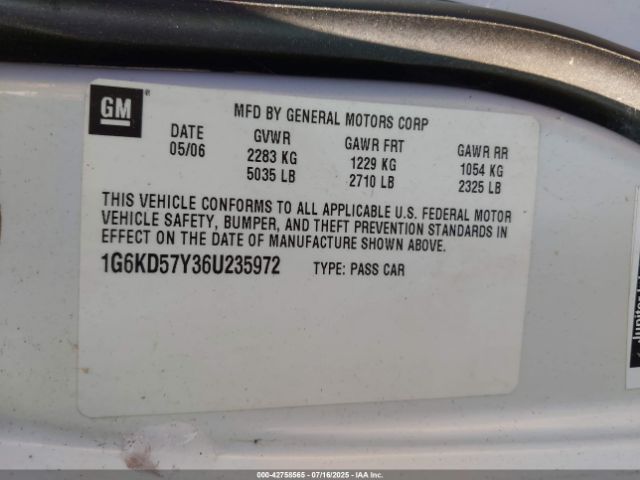 GM
MFD BY GENERAL MOTORS CORP
DATE GVWR GAWR FRT GAWR RR
05/06 2283 KG 1229 KG 1054 KG
5035 LB 2710 LB 2325 LB
THIS VEHICLE CONFORMS TO ALL APPLICABLE U.S. FEDERAL MOTOR
VEHICLE SAFETY, BUMPER, AND THEFT PREVENTION STANDARDS IN
EFFECT ON THE DATE OF MANUFACTURE SHOWN ABOVE.
1G6KD57Y36U235972 TYPE: PASS CAR
Jupiter
000-42758565 - 07/16/2025 - IAAI.com